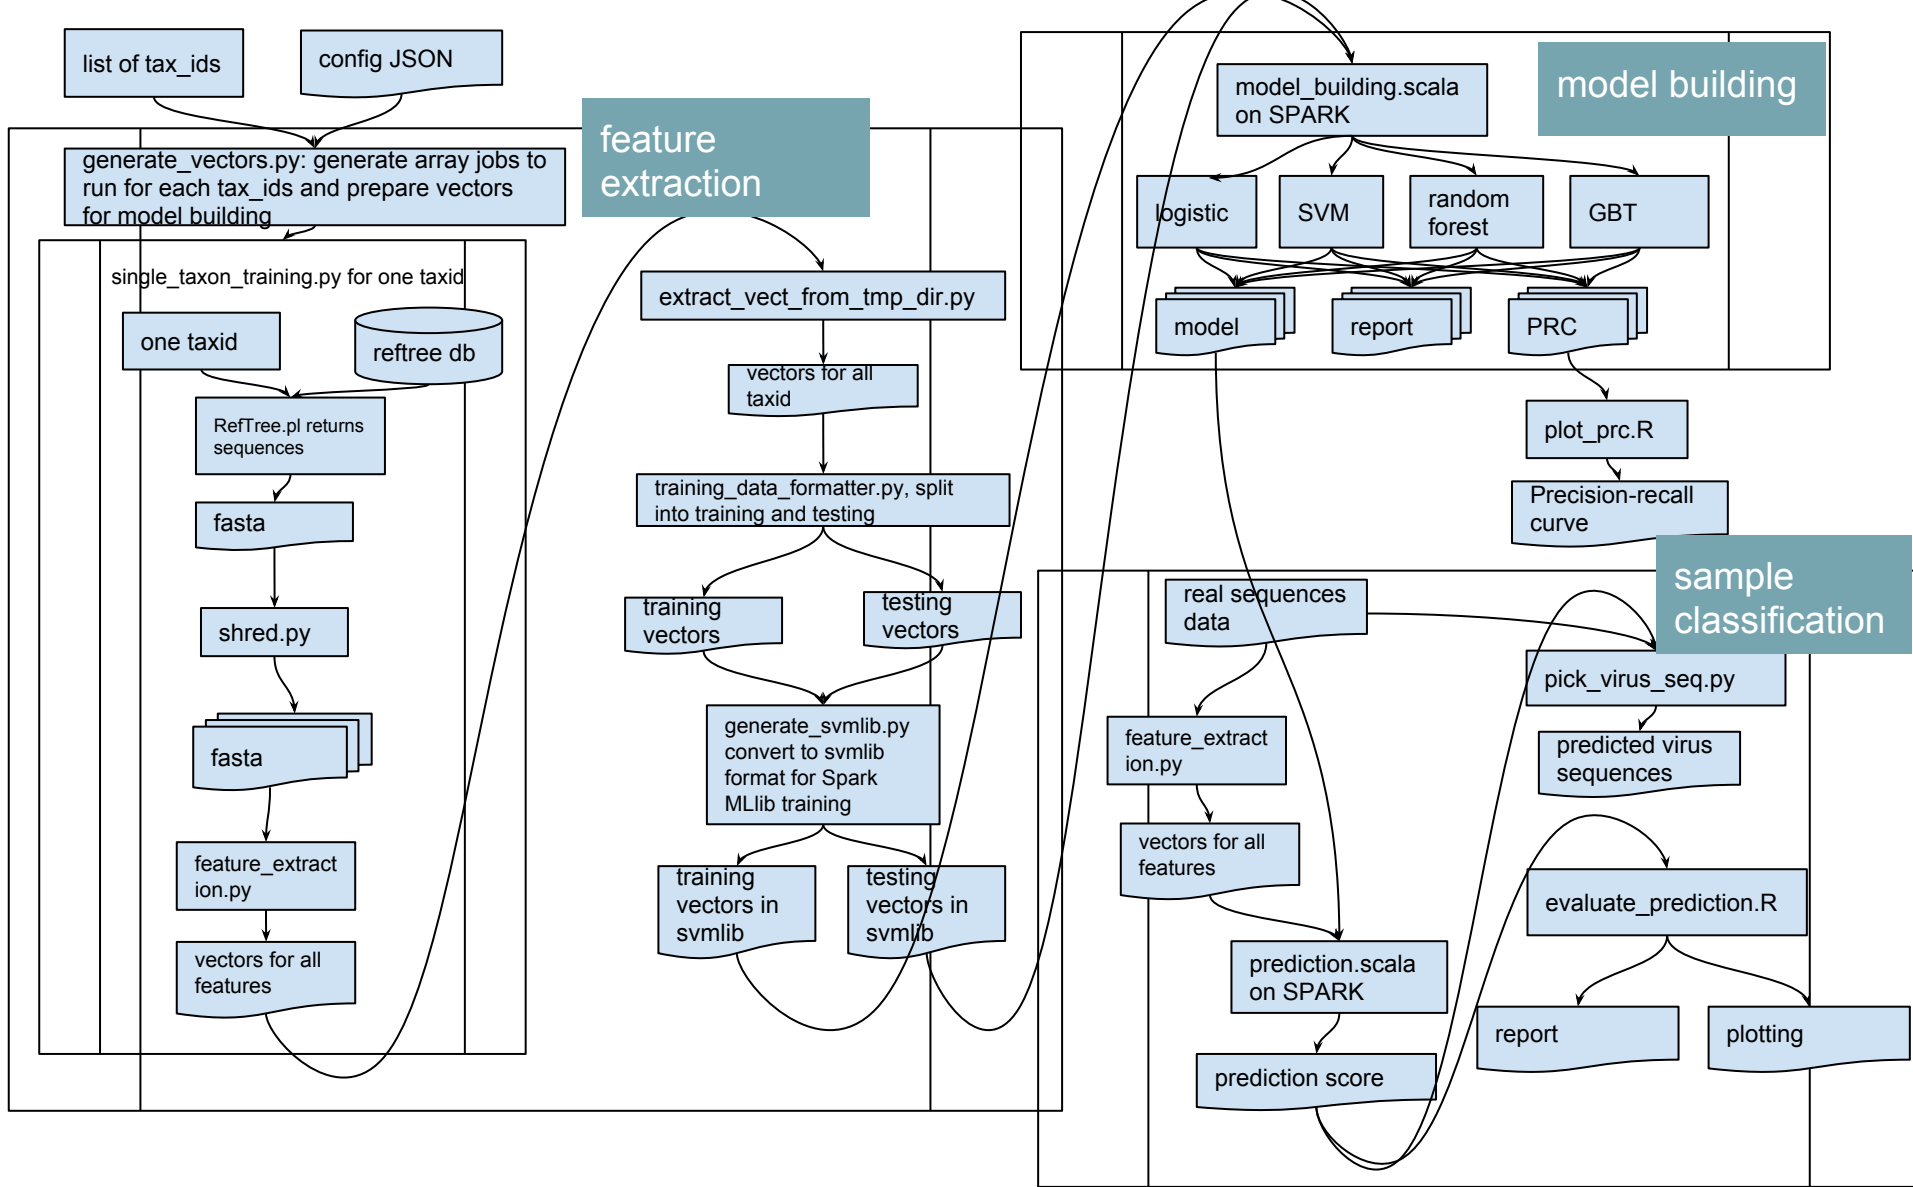 list of tax_ids
config JSON
feature
extraction
generate_vectors.py: generate array jobs to
run for each tax_ids and prepare vectors
for model building
single_taxon_training.py for one taxid
one taxid
reftree db
RefTree.pl returns
sequences
fasta
shred.py
fasta
feature_extract
ion.py
vectors for all
features
extract_vect_from_tmp_dir.py
vectors for all
taxid
training_data_formatter.py, split
into training and testing
training
vectors
testing
vectors
generate_svmlib.py
convert to svmlib
format for Spark
MLlib training
training
vectors in
svmlib
testing
vectors in
svmlib
model building
model_building.scala
on SPARK
logistic
SVM
random
forest
GBT
model
report
PRC
plot_prc.R
Precision-recall
curve
sample
classification
real sequences
data
feature_extract
ion.py
vectors for all
features
prediction.scala
on SPARK
prediction score
pick_virus_seq.py
predicted virus
sequences
evaluate_prediction.R
report
plotting